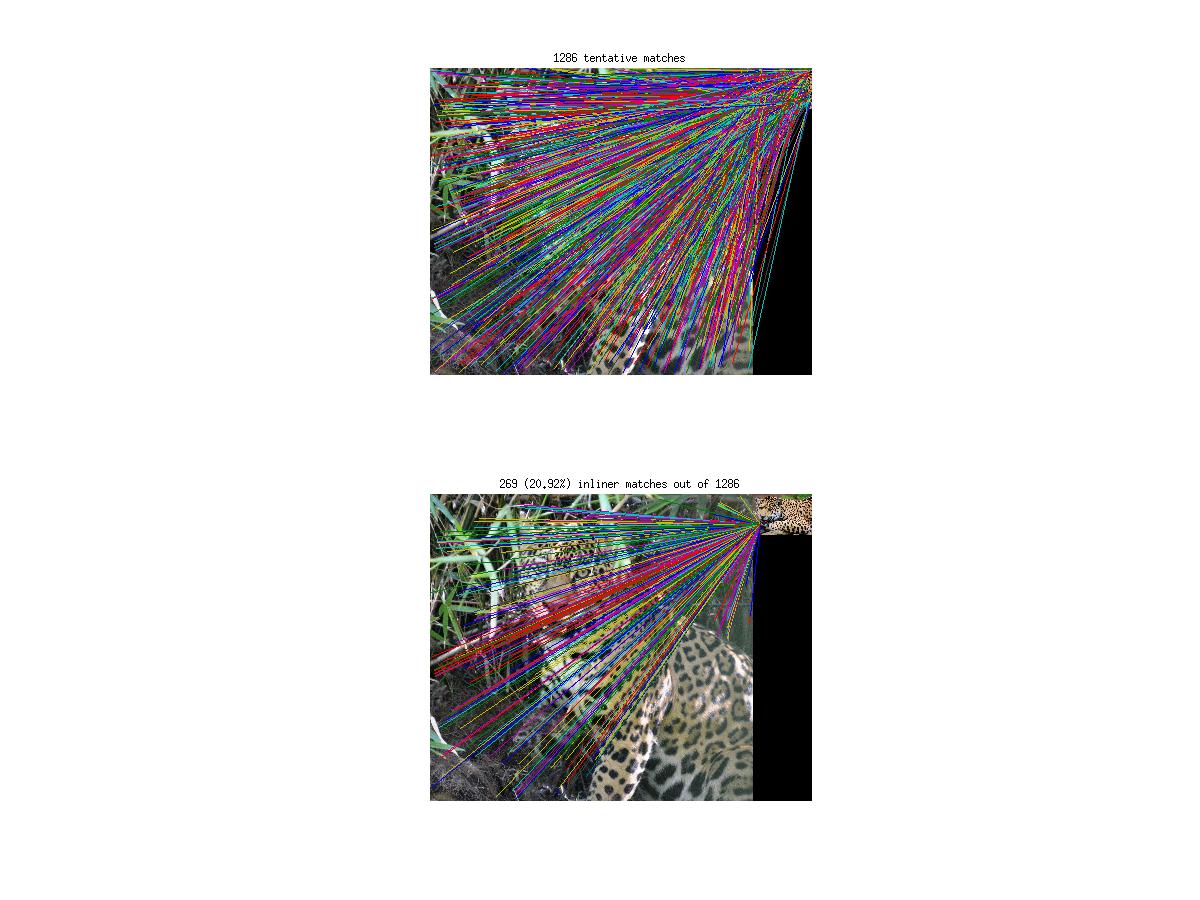 1286 tentative matches
269 (20.92%) inliner matches out of 1286